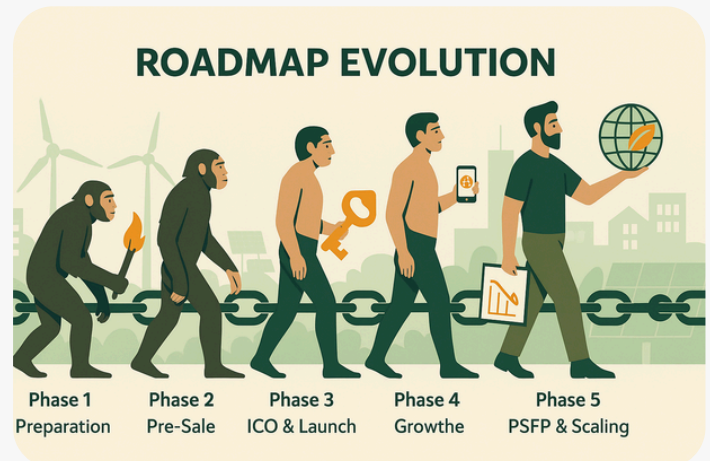 ROADMAP EVOLUTION
Phase 1
Preparation
Phase 2
Pre-Sale
Phase 3
ICO & Launch
Phase 4
Growthe
Phase 5
PSFP & Scaling